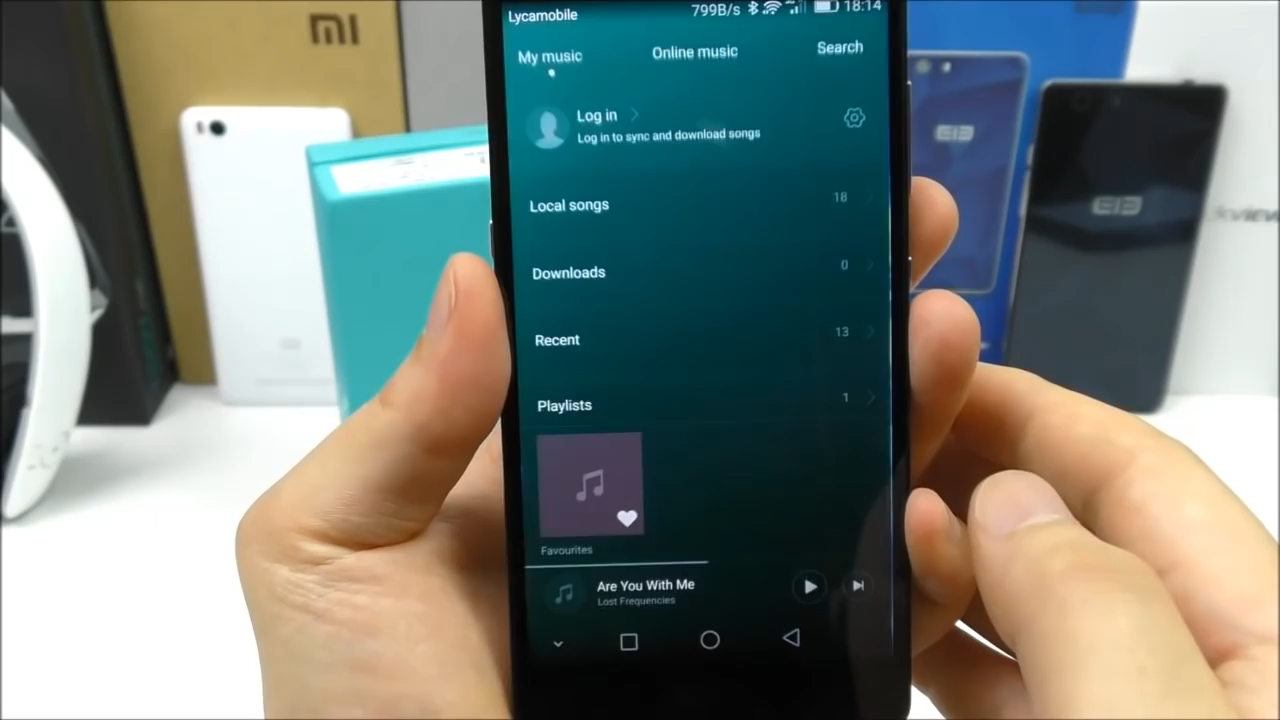 Lycamobile 799B/s 18:14
My music Online music Search
Log in
Log in to sync and download songs
Local songs 18
Downloads 0
Recent 13
Playlists 1
Favourites
Are You With Me
Lost Frequencies
MI